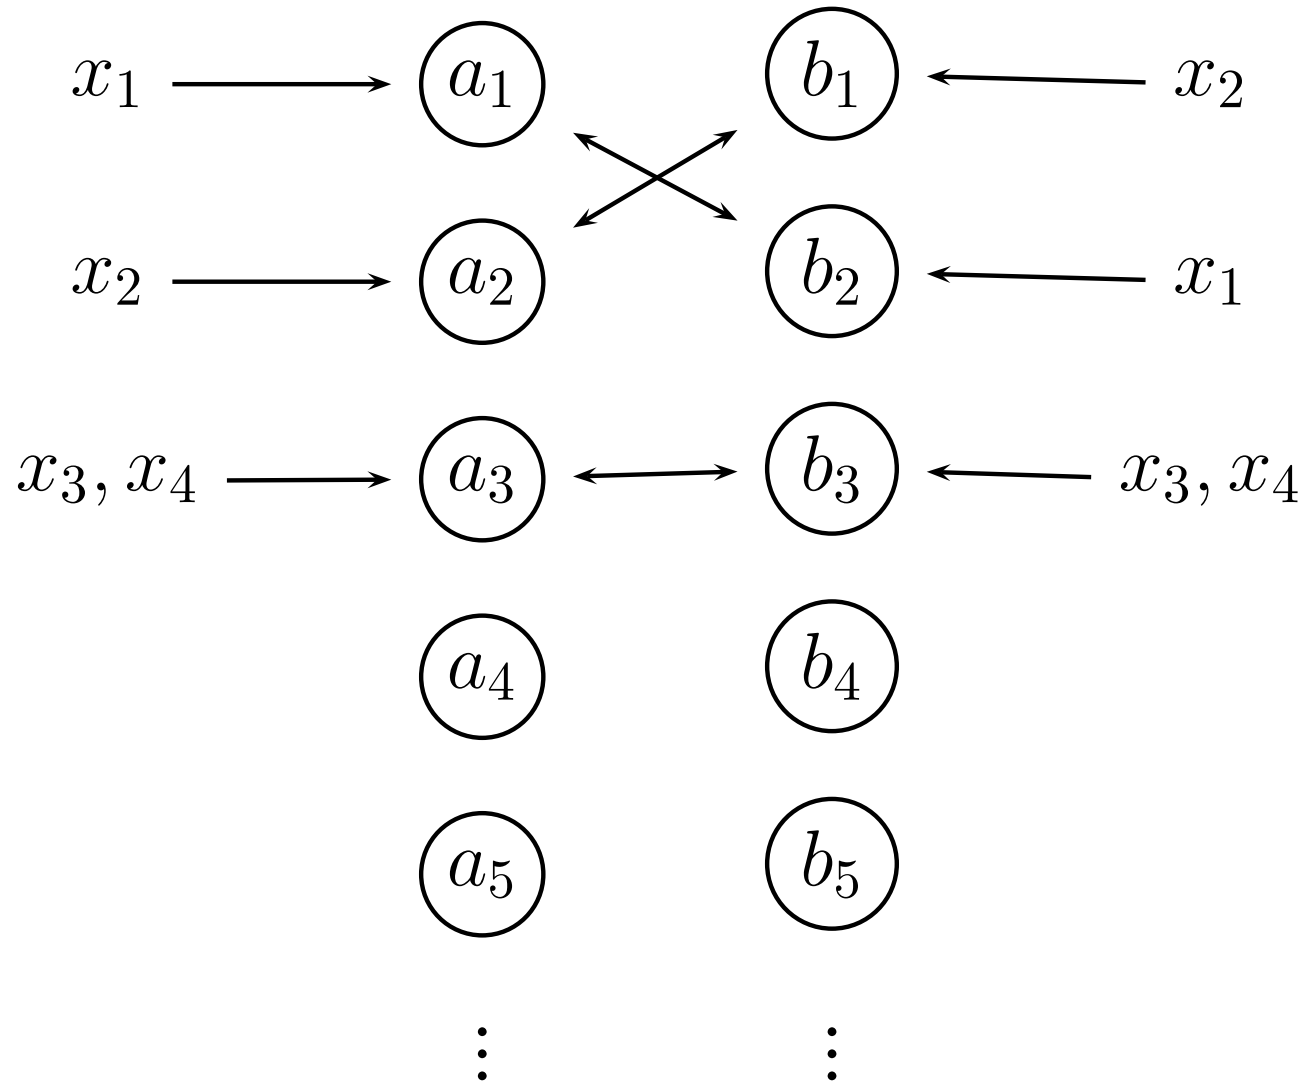 x₁ a₁ b₁ x₂
x₂ a₂ b₂ x₁
x₃, x₄ a₃ b₃ x₃, x₄
a₄ b₄
a₅ b₅
⋮ ⋮